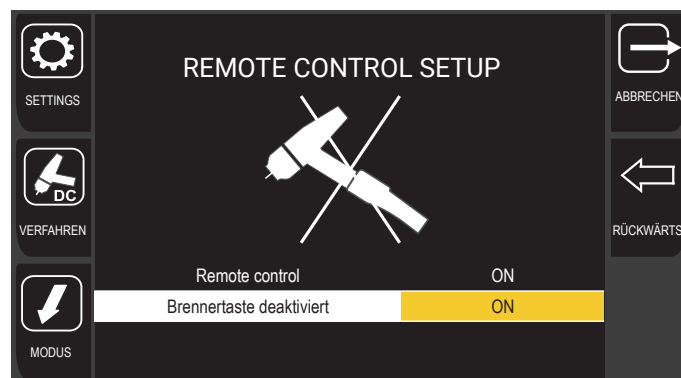 REMOTE CONTROL SETUP
SETTINGS
DC
VERFAHREN
MODUS
Remote control ON
Brennertaste deaktiviert ON
ABBRECHEN
RÜCKWÄRTS